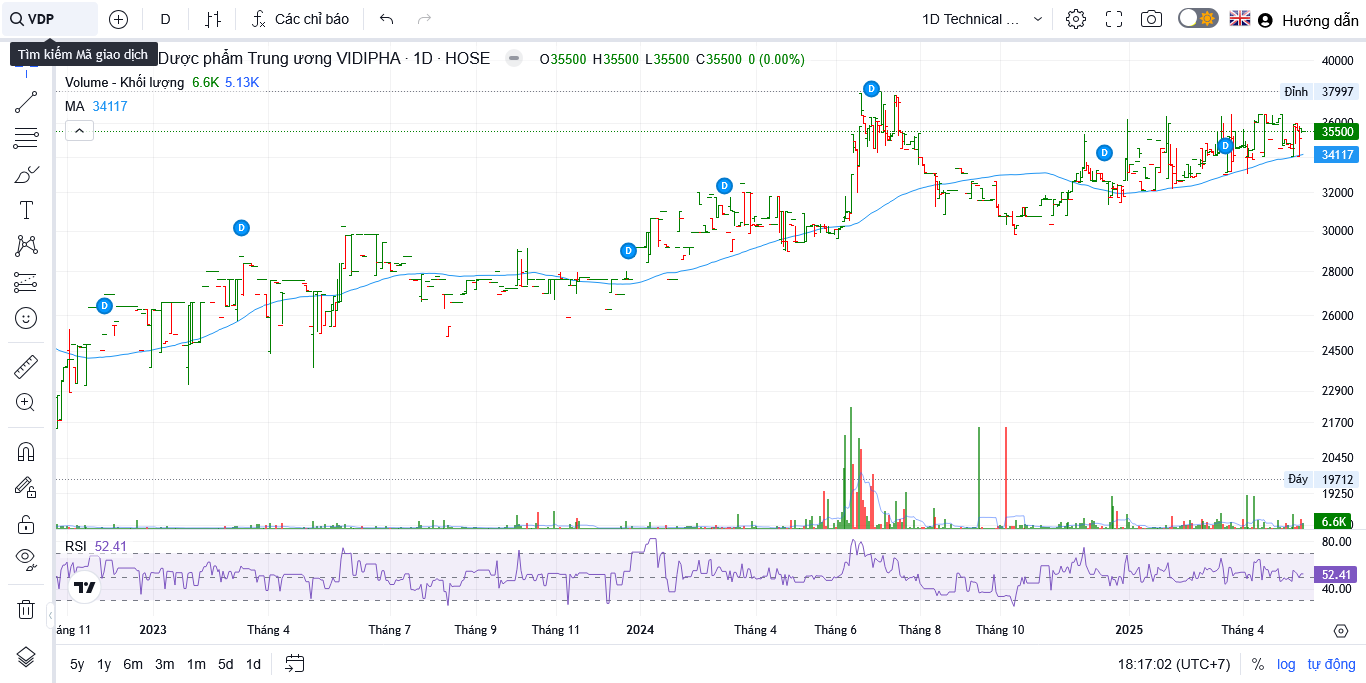 VDP
D
Các chỉ báo
1D Technical ...
Hướng dẫn
Tìm kiếm Mã giao dịch
Dược phẩm Trung ương VIDIPHA · 1D · HOSE
O35500 H35500 L35500 C35500 0 (0.00%)
Volume - Khối lượng 6.6K 5.13K
MA 34117
40000
Đỉnh 37997
36000
35500
34117
32000
30000
28000
26000
24500
22900
21700
20450
Đáy 19712
19250
6.6K
D
D
D
D
D
D
D
RSI 52.41
80.00
52.41
40.00
áng 11
2023
Tháng 4
Tháng 7
Tháng 9
Tháng 11
2024
Tháng 4
Tháng 6
Tháng 8
Tháng 10
2025
Tháng 4
5y 1y 6m 3m 1m 5d 1d
18:17:02 (UTC+7)
% log tự động